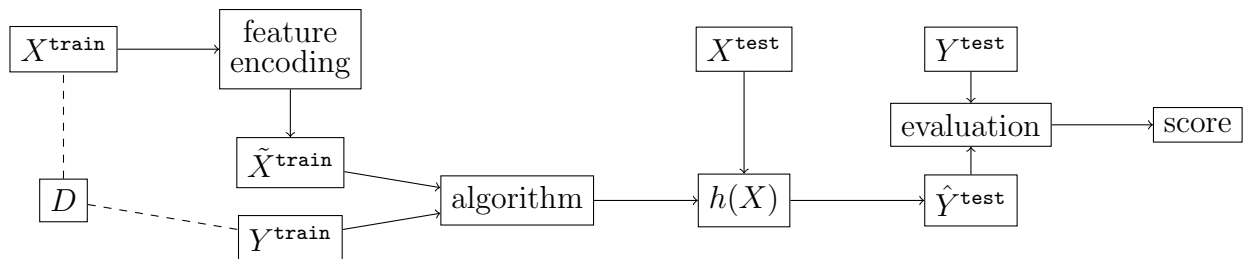 X^train
feature
encoding
X^test
Y^test
evaluation
score
X̃^train
D
algorithm
h(X)
Ŷ^test
Y^train